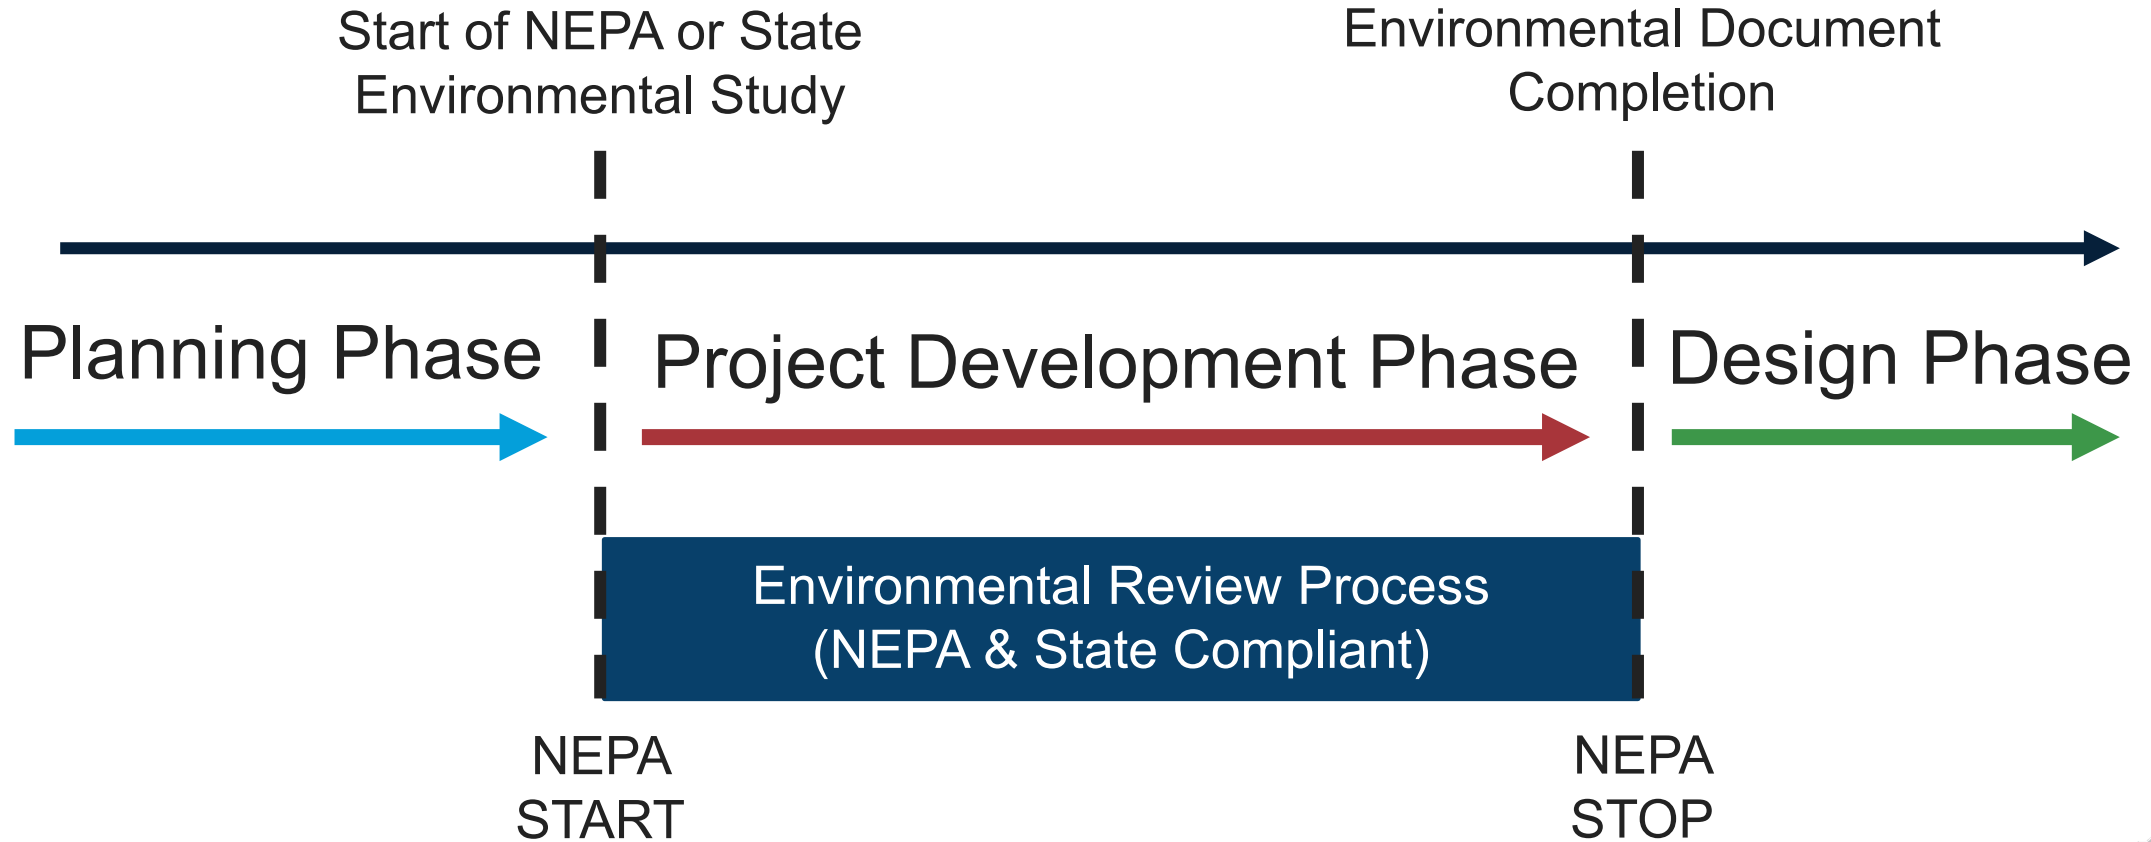 Start of NEPA or State
Environmental Study
Environmental Document
Completion
Planning Phase
Project Development Phase
Design Phase
Environmental Review Process
(NEPA & State Compliant)
NEPA
START
NEPA
STOP